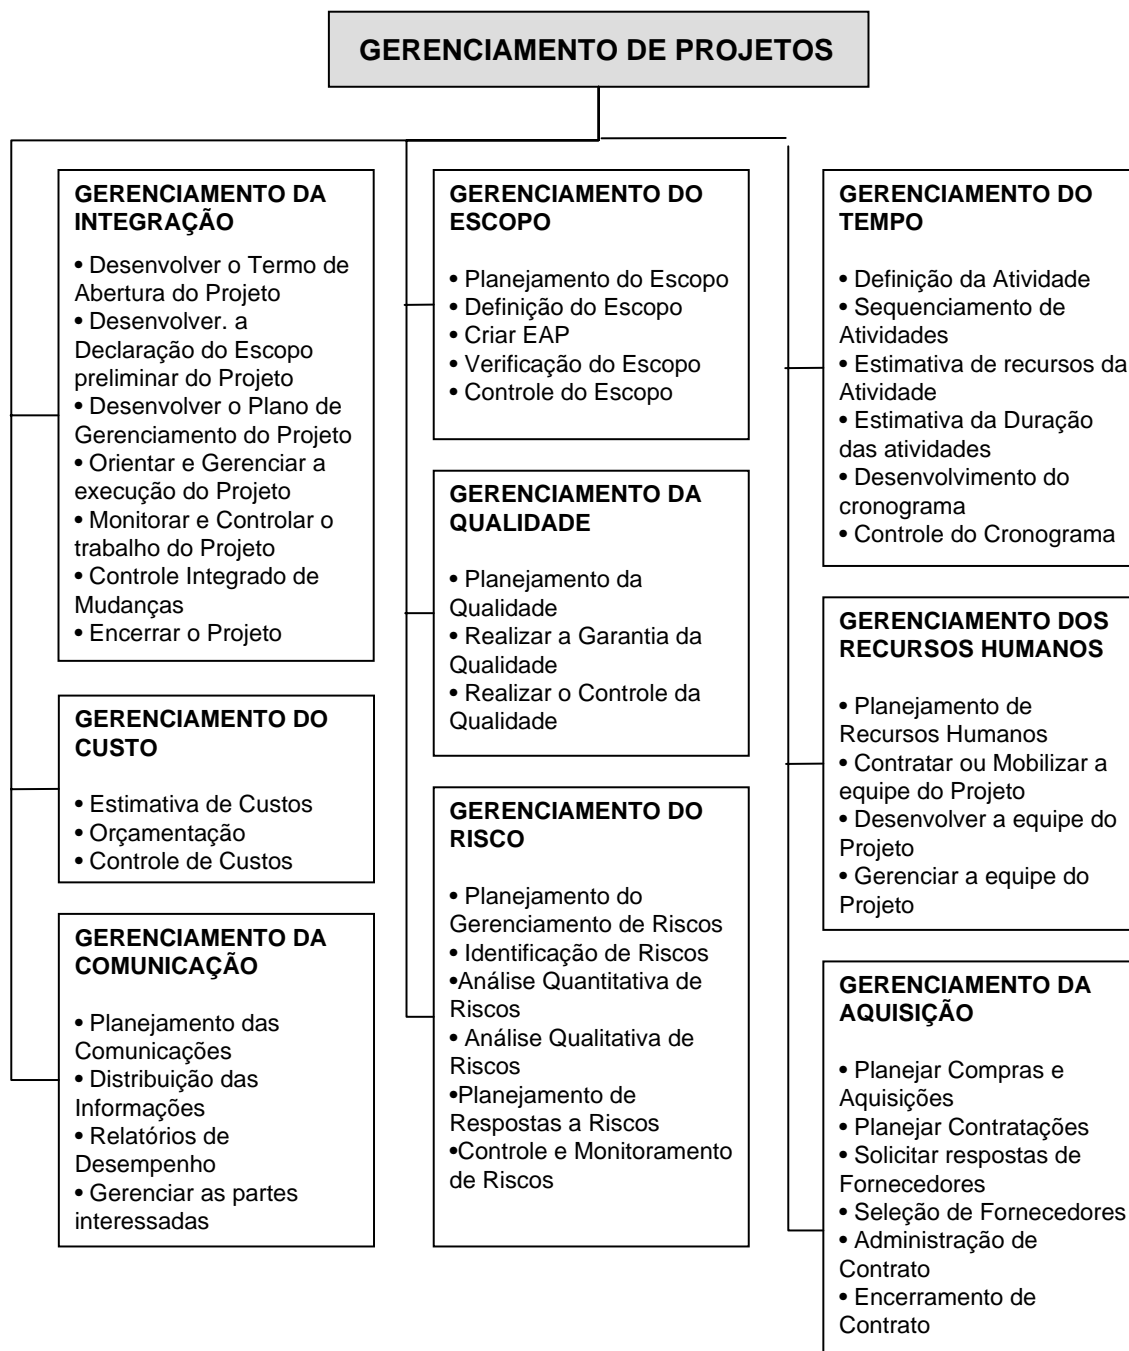 GERENCIAMENTO DE PROJETOS
GERENCIAMENTO DA
INTEGRAÇÃO
• Desenvolver o Termo de
Abertura do Projeto
• Desenvolver. a
Declaração do Escopo
preliminar do Projeto
• Desenvolver o Plano de
Gerenciamento do Projeto
• Orientar e Gerenciar a
execução do Projeto
• Monitorar e Controlar o
trabalho do Projeto
• Controle Integrado de
Mudanças
• Encerrar o Projeto
GERENCIAMENTO DO
CUSTO
• Estimativa de Custos
• Orçamentação
• Controle de Custos
GERENCIAMENTO DA
COMUNICAÇÃO
• Planejamento das
Comunicações
• Distribuição das
Informações
• Relatórios de
Desempenho
• Gerenciar as partes
interessadas
GERENCIAMENTO DO
ESCOPO
• Planejamento do Escopo
• Definição do Escopo
• Criar EAP
• Verificação do Escopo
• Controle do Escopo
GERENCIAMENTO DA
QUALIDADE
• Planejamento da
Qualidade
• Realizar a Garantia da
Qualidade
• Realizar o Controle da
Qualidade
GERENCIAMENTO DO
RISCO
• Planejamento do
Gerenciamento de Riscos
• Identificação de Riscos
•Análise Quantitativa de
Riscos
• Análise Qualitativa de
Riscos
•Planejamento de
Respostas a Riscos
•Controle e Monitoramento
de Riscos
GERENCIAMENTO DO
TEMPO
• Definição da Atividade
• Sequenciamento de
Atividades
• Estimativa de recursos da
Atividade
• Estimativa da Duração
das atividades
• Desenvolvimento do
cronograma
• Controle do Cronograma
GERENCIAMENTO DOS
RECURSOS HUMANOS
• Planejamento de
Recursos Humanos
• Contratar ou Mobilizar a
equipe do Projeto
• Desenvolver a equipe do
Projeto
• Gerenciar a equipe do
Projeto
GERENCIAMENTO DA
AQUISIÇÃO
• Planejar Compras e
Aquisições
• Planejar Contratações
• Solicitar respostas de
Fornecedores
• Seleção de Fornecedores
• Administração de
Contrato
• Encerramento de
Contrato